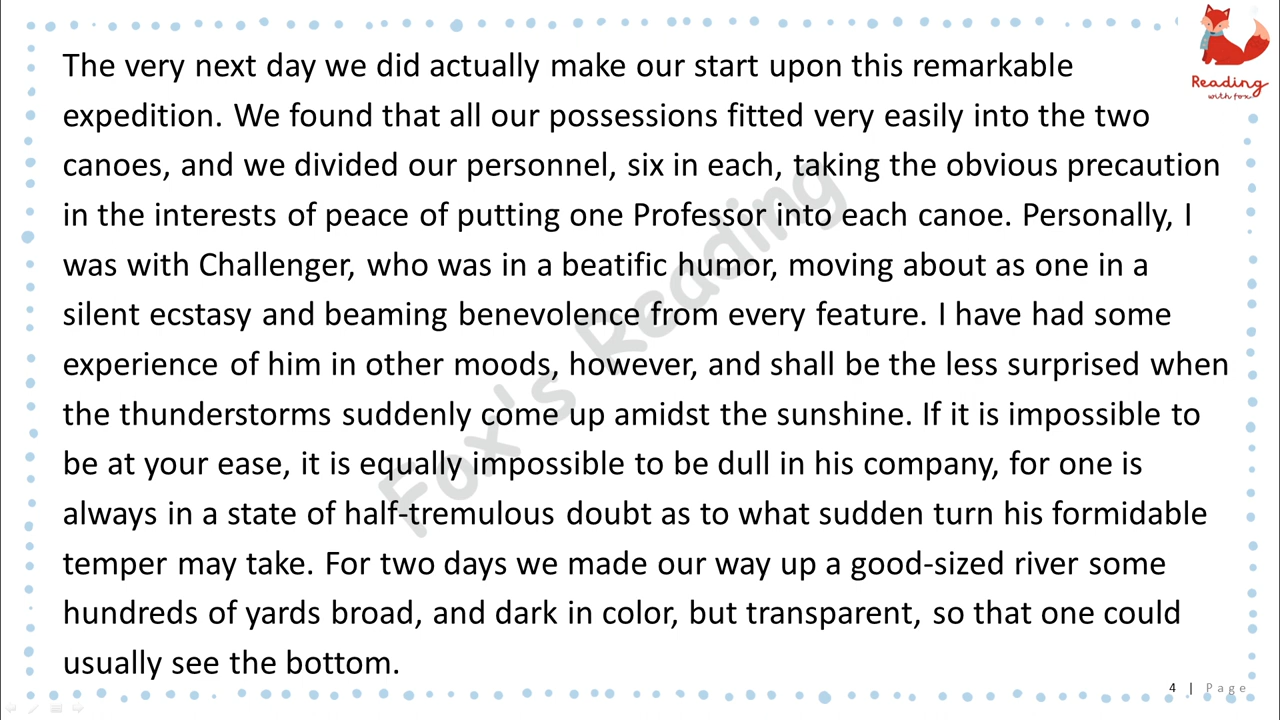 Reading
with fox
The very next day we did actually make our start upon this remarkable
expedition. We found that all our possessions fitted very easily into the two
canoes, and we divided our personnel, six in each, taking the obvious precaution
in the interests of peace of putting one Professor into each canoe. Personally, I
was with Challenger, who was in a beatific humor, moving about as one in a
silent ecstasy and beaming benevolence from every feature. I have had some
experience of him in other moods, however, and shall be the less surprised when
the thunderstorms suddenly come up amidst the sunshine. If it is impossible to
be at your ease, it is equally impossible to be dull in his company, for one is
always in a state of half-tremulous doubt as to what sudden turn his formidable
temper may take. For two days we made our way up a good-sized river some
hundreds of yards broad, and dark in color, but transparent, so that one could
usually see the bottom.
Fox's Reading
4 | Page